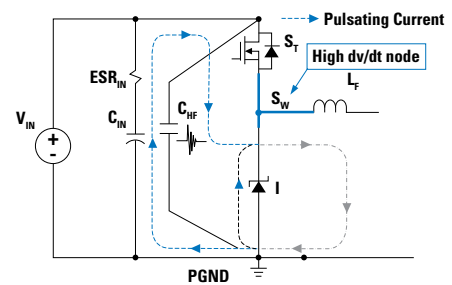 Pulsating Current
S_T
High dv/dt node
ESR_IN
L_F
S_W
C_IN
C_HF
V_IN
+
-
I
PGND